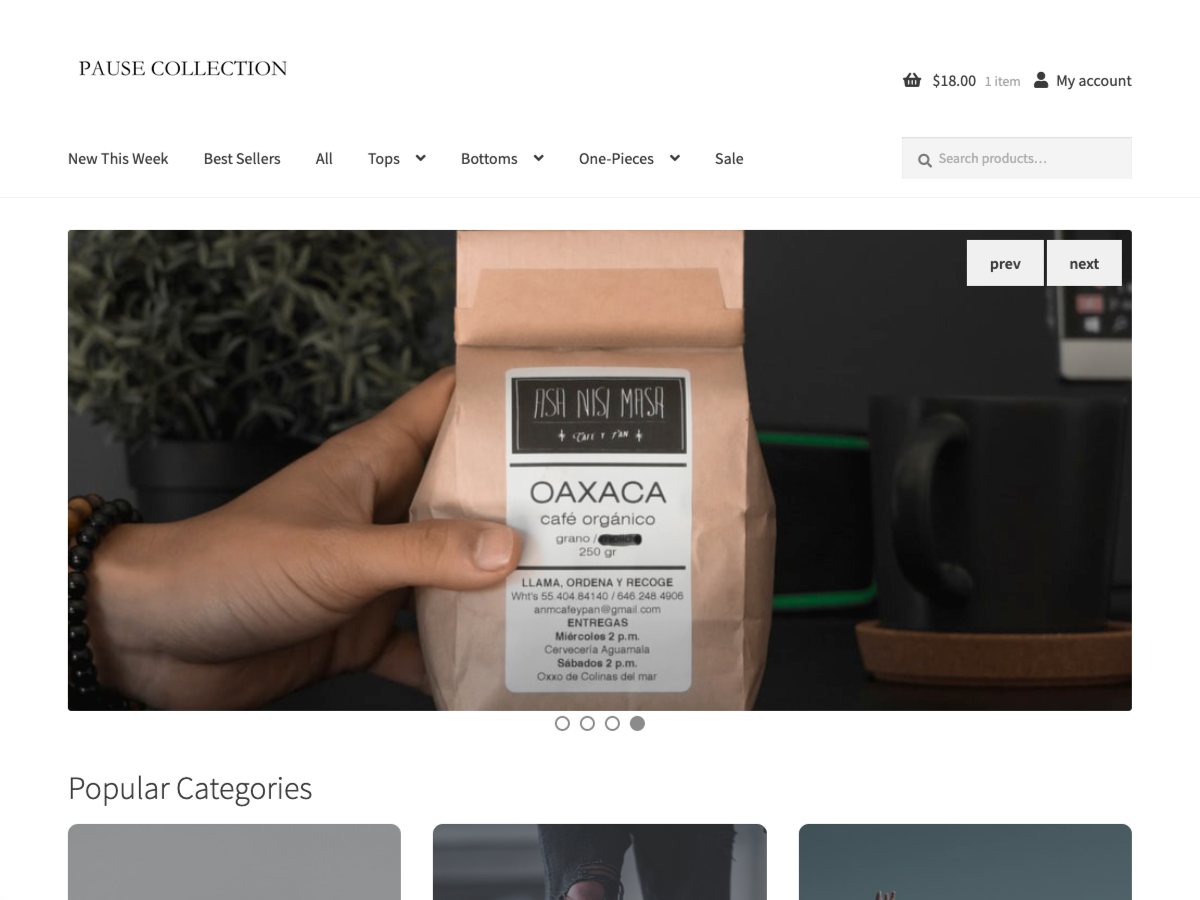 PAUSE COLLECTION
$18.00 1 item My account
New This Week Best Sellers All Tops Bottoms One-Pieces Sale
Search products…
prev next
ASA NISI MASA
CAFE Y PAN
OAXACA
café orgánico
grano /
250 gr
LLAMA, ORDENA Y RECOGE
Wht's 55.404.84140 / 646.248.4906
anmcafeypan@gmail.com
ENTREGAS
Miércoles 2 p.m.
Cervecería Aguamala
Sábados 2 p.m.
Oxxo de Colinas del mar
Popular Categories